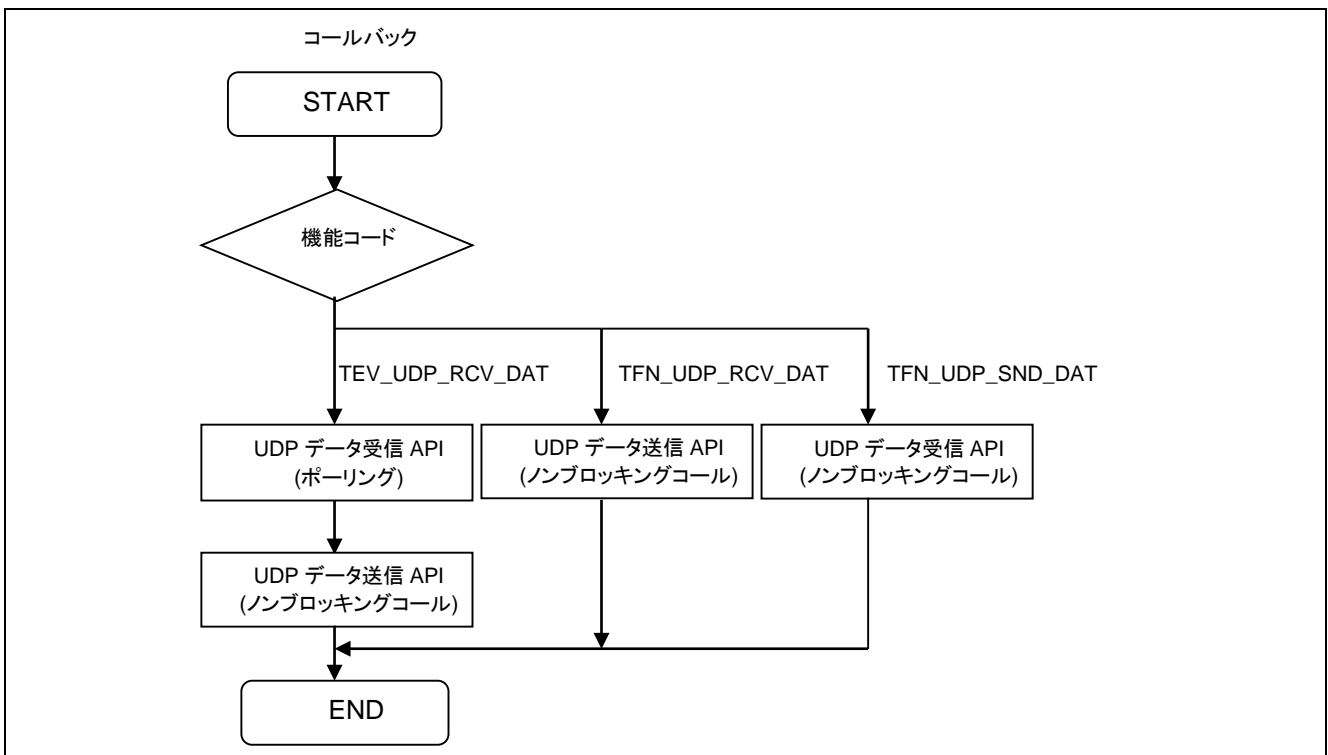 コールバック
START
機能コード
TEV_UDP_RCV_DAT
TFN_UDP_RCV_DAT
TFN_UDP_SND_DAT
UDP データ受信 API
(ポーリング)
UDP データ送信 API
(ノンブロッキングコール)
UDP データ受信 API
(ノンブロッキングコール)
UDP データ送信 API
(ノンブロッキングコール)
END